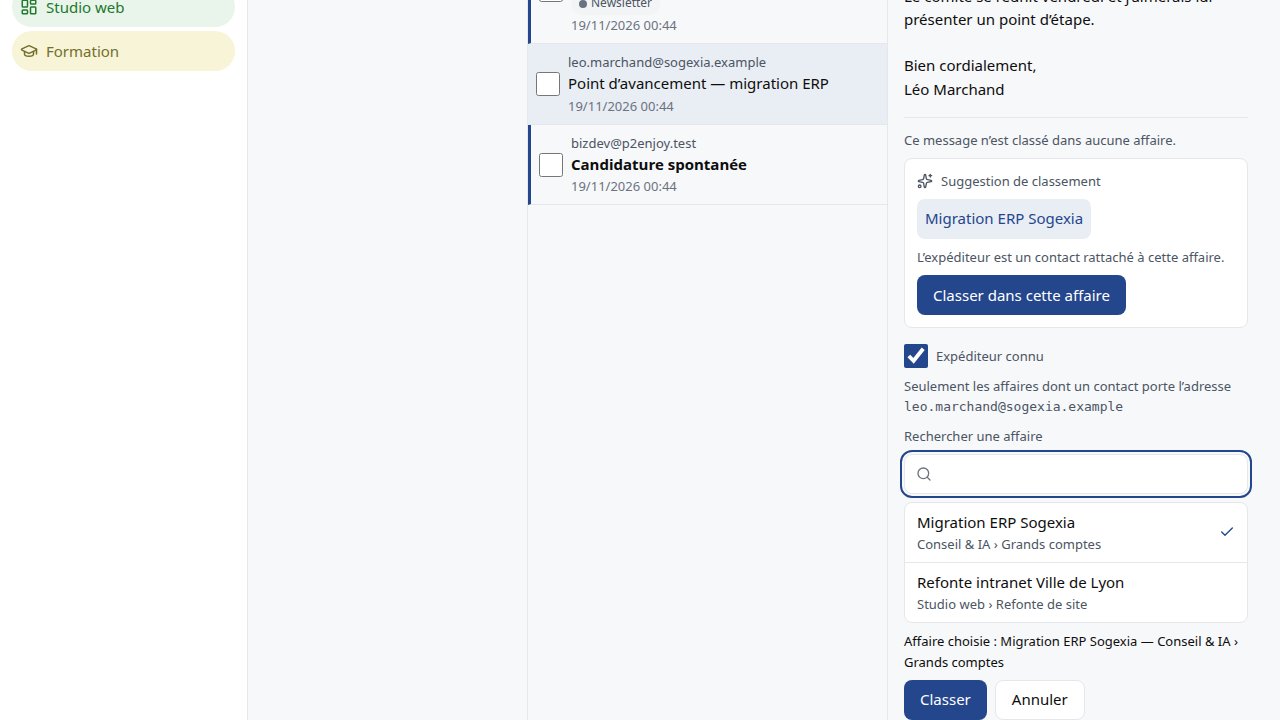 Studio web
Formation
Newsletter
19/11/2026 00:44
leo.marchand@sogexia.example
Point d’avancement — migration ERP
19/11/2026 00:44
bizdev@p2enjoy.test
Candidature spontanée
19/11/2026 00:44
présenter un point d’étape.
Bien cordialement,
Léo Marchand
Ce message n’est classé dans aucune affaire.
Suggestion de classement
Migration ERP Sogexia
L’expéditeur est un contact rattaché à cette affaire.
Classer dans cette affaire
Expéditeur connu
Seulement les affaires dont un contact porte l’adresse
leo.marchand@sogexia.example
Rechercher une affaire
Migration ERP Sogexia
Conseil & IA › Grands comptes
Refonte intranet Ville de Lyon
Studio web › Refonte de site
Affaire choisie : Migration ERP Sogexia — Conseil & IA ›
Grands comptes
Classer
Annuler